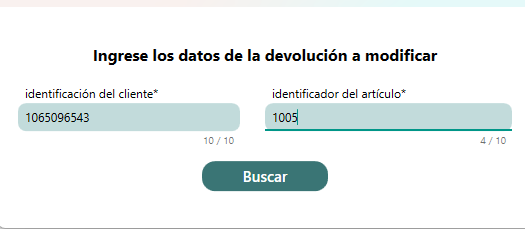 Ingrese los datos de la devolución a modificar
identificación del cliente* identificador del artículo*
1065096543 1005
10 / 10 4 / 10
Buscar